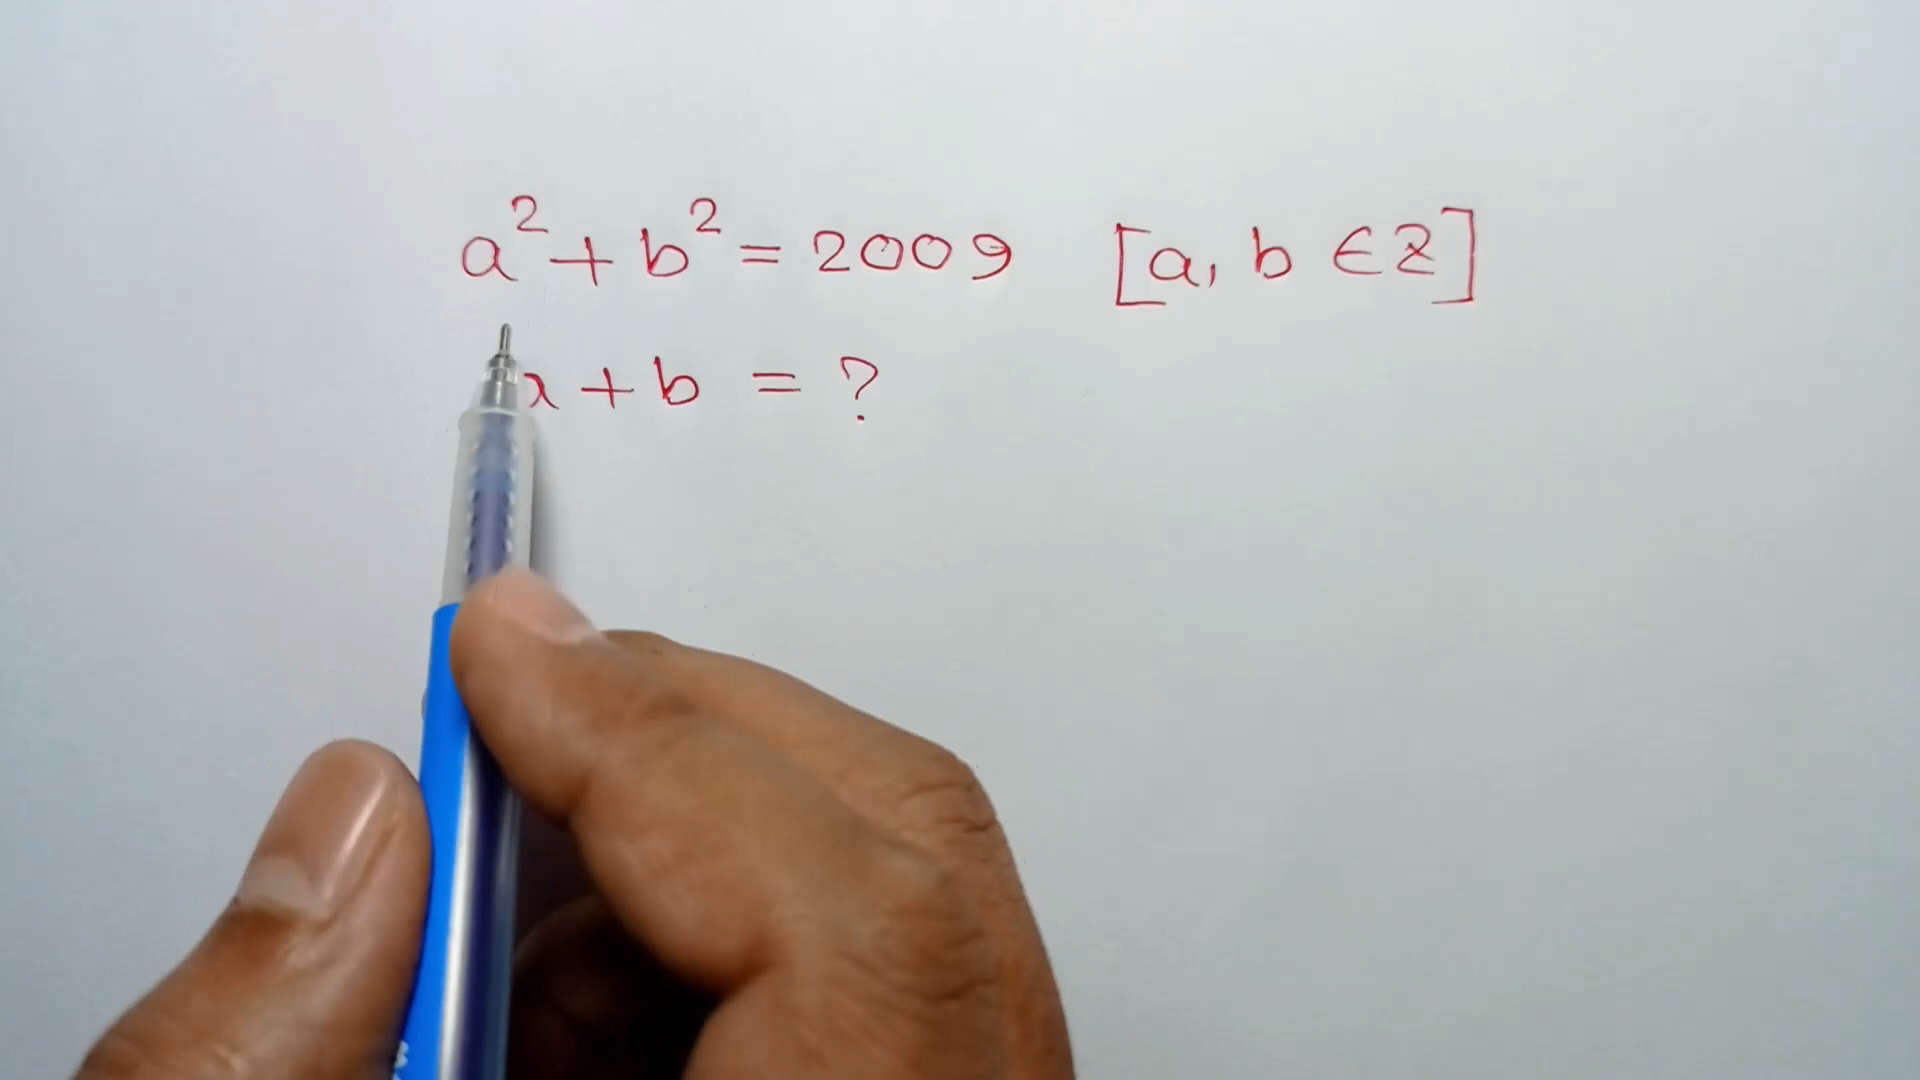 a² + b² = 2009 [a, b ∈ Z]
a + b = ?